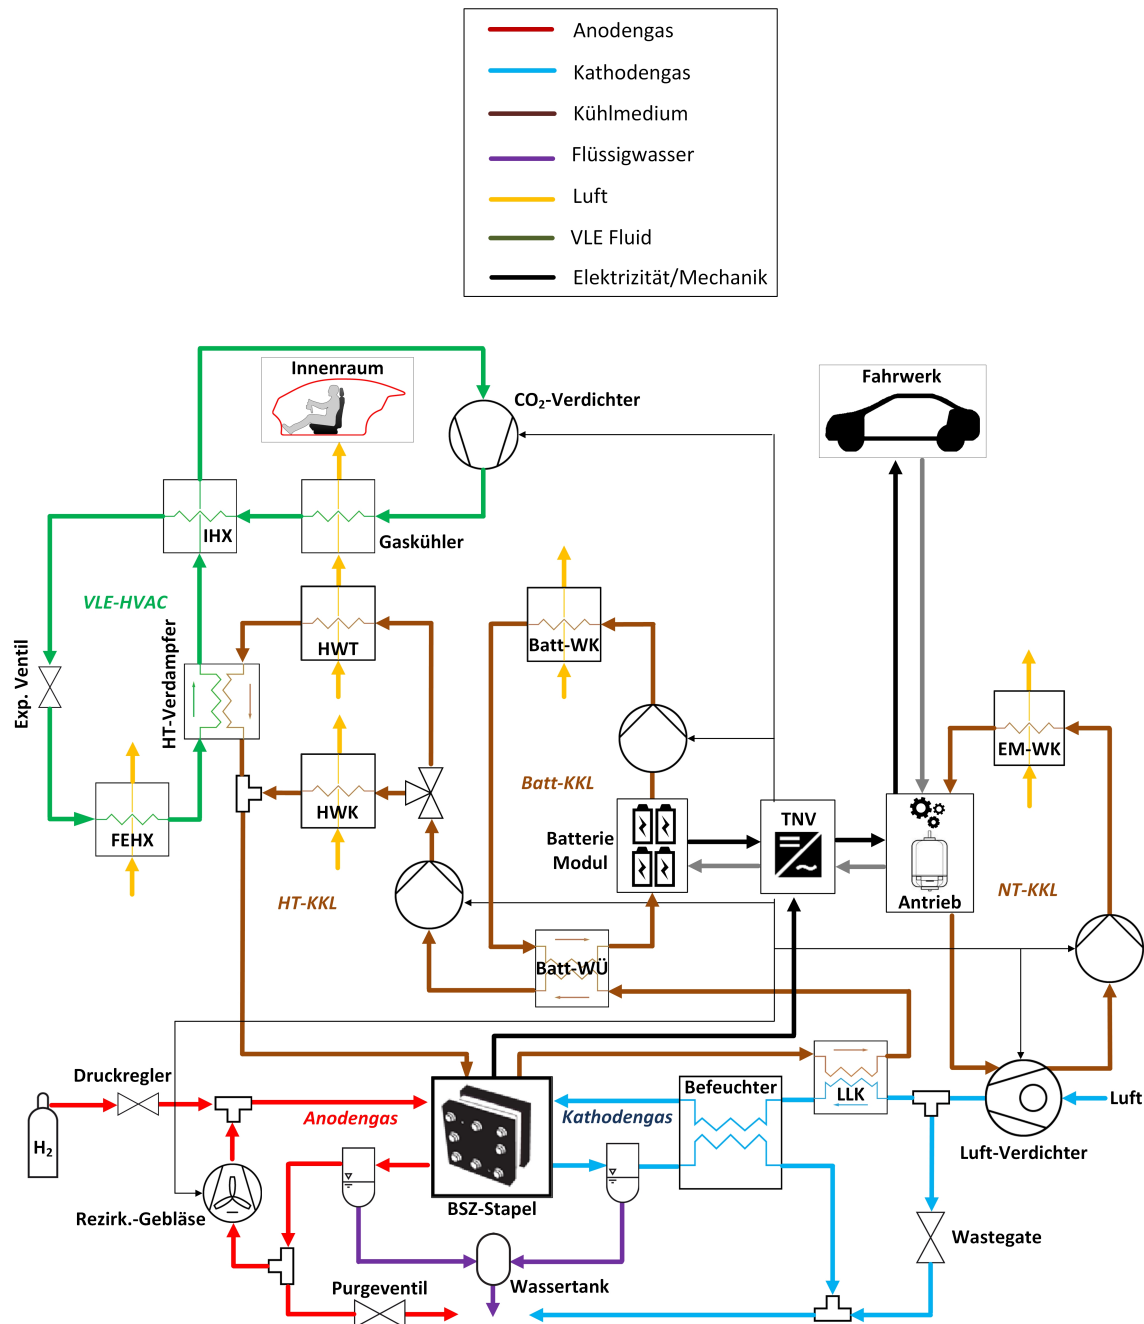 Anodengas
Kathodengas
Kühlmedium
Flüssigwasser
Luft
VLE Fluid
Elektrizität/Mechanik
Innenraum
Fahrwerk
CO₂-Verdichter
IHX
Gaskühler
VLE-HVAC
HWT
Batt-WK
Exp. Ventil
HT-Verdampfer
EM-WK
Batt-KKL
HWK
FEHX
TNV
Batterie
Modul
HT-KKL
Antrieb
NT-KKL
Batt-WÜ
Druckregler
Befeuchter
LLK
H₂
Anodengas
Kathodengas
Luft
Luft-Verdichter
Rezirk.-Gebläse
BSZ-Stapel
Wastegate
Purgeventil
Wassertank